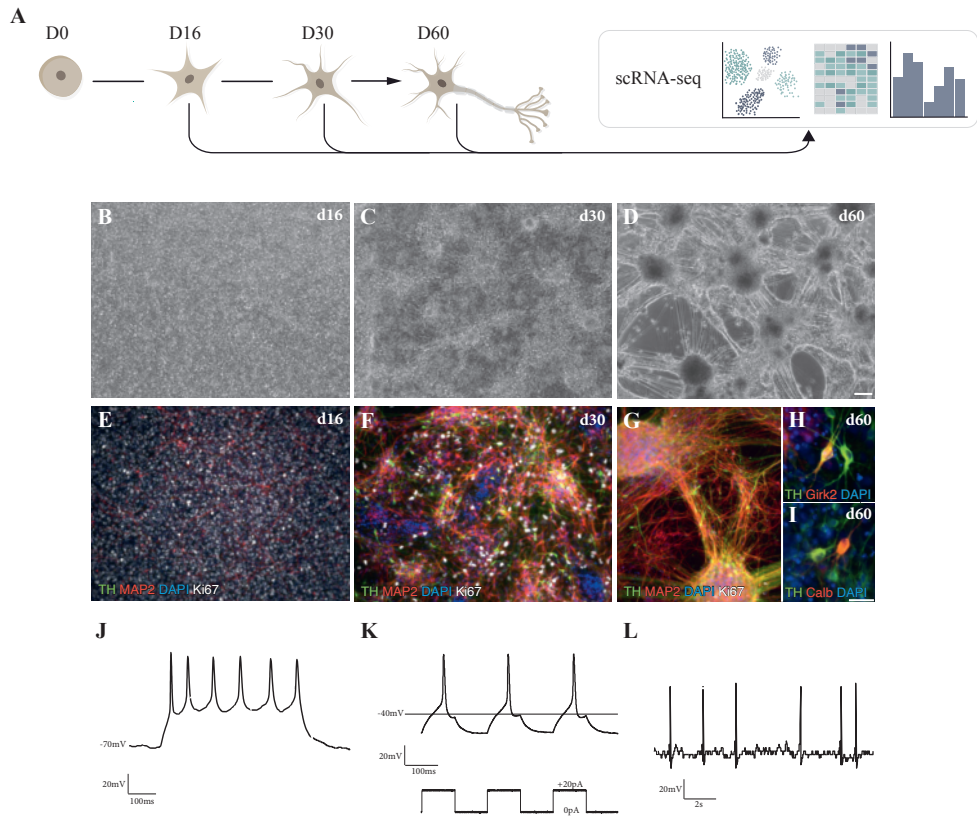 A
D0
D16
D30
D60
scRNA-seq
B
d16
C
d30
D
d60
E
d16
TH MAP2 DAPI Ki67
F
d30
TH MAP2 DAPI Ki67
G
TH MAP2 DAPI Ki67
H
d60
TH Girk2 DAPI
I
d60
TH Calb DAPI
J
-70mV
20mV
100ms
K
-40mV
20mV
100ms
+20pA
0pA
L
20mV
2s